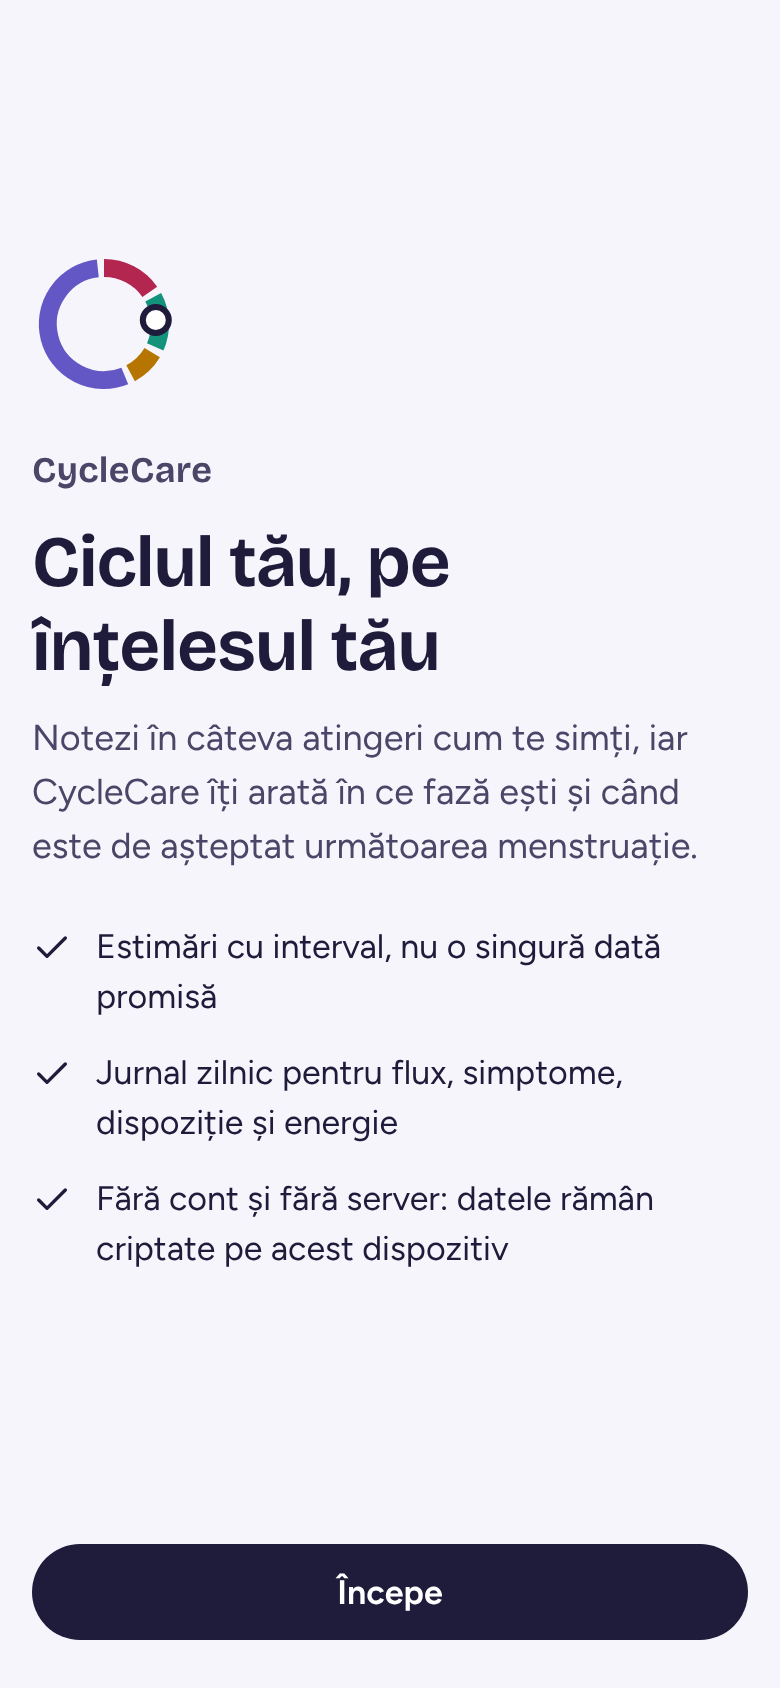 CycleCare
Ciclul tău, pe
înțelesul tău
Notezi în câteva atingeri cum te simți, iar
CycleCare îți arată în ce fază ești și când
este de așteptat următoarea menstruație.
Estimări cu interval, nu o singură dată
promisă
Jurnal zilnic pentru flux, simptome,
dispoziție și energie
Fără cont și fără server: datele rămân
criptate pe acest dispozitiv
Începe